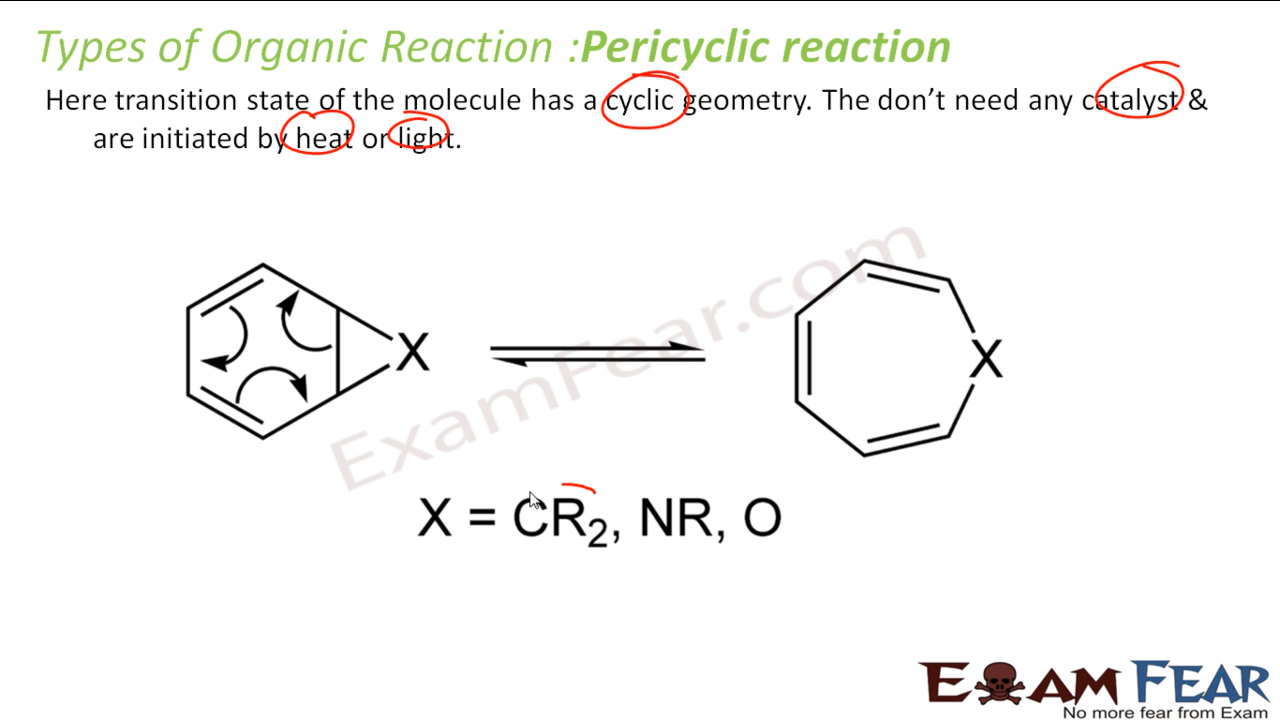 Types of Organic Reaction :Pericyclic reaction
Here transition state of the molecule has a cyclic geometry. The don't need any catalyst &
are initiated by heat or light.
ExamFear.com
X
X
X = CR₂, NR, O
EXAM FEAR
No more fear from Exam